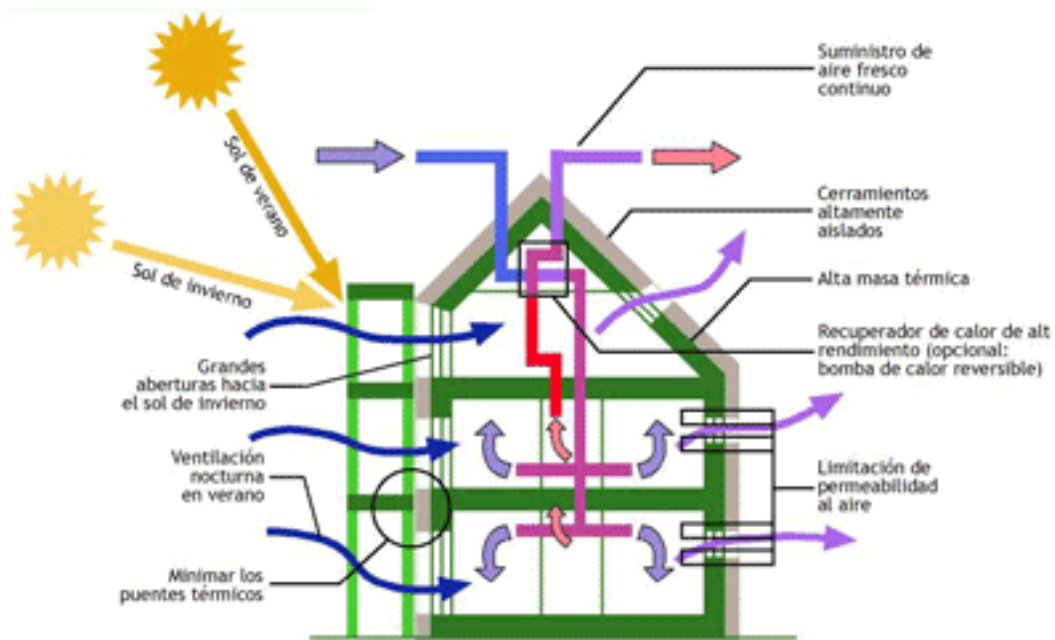 Suministro de
aire fresco
continuo
Sol de verano
Sol de invierno
Cerramientos
altamente
aislados
Alta masa térmica
Recuperador de calor de alt
rendimiento (opcional:
bomba de calor reversible)
Grandes
aberturas hacia
el sol de invierno
Ventilación
nocturna
en verano
Limitación de
permeabilidad
al aire
Minimar los
puentes térmicos